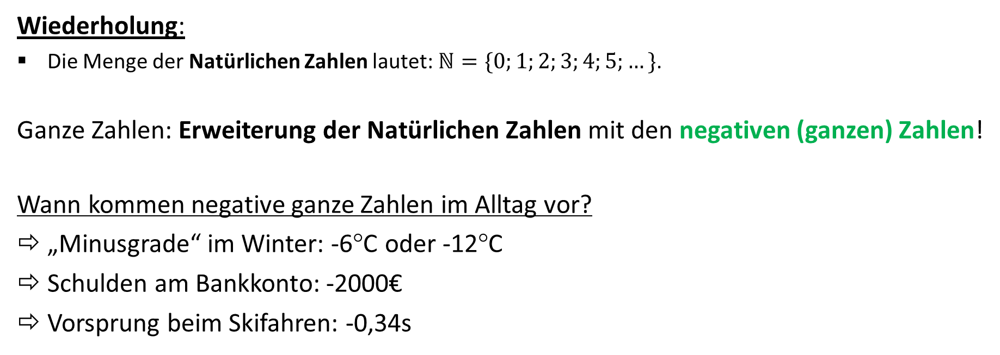 Wiederholung:
▪ Die Menge der Natürlichen Zahlen lautet: ℕ = {0; 1; 2; 3; 4; 5; … }.
Ganze Zahlen: Erweiterung der Natürlichen Zahlen mit den negativen (ganzen) Zahlen!
Wann kommen negative ganze Zahlen im Alltag vor?
⇨ „Minusgrade“ im Winter: -6°C oder -12°C
⇨ Schulden am Bankkonto: -2000€
⇨ Vorsprung beim Skifahren: -0,34s